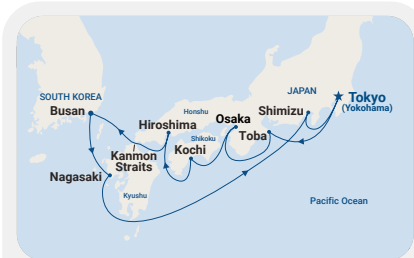 SOUTH KOREA
Busan
JAPAN
Tokyo
(Yokohama)
Honshu
Osaka
Shimizu
Hiroshima
Shikoku
Toba
Kochi
Kanmon
Straits
Nagasaki
Kyushu
Pacific Ocean